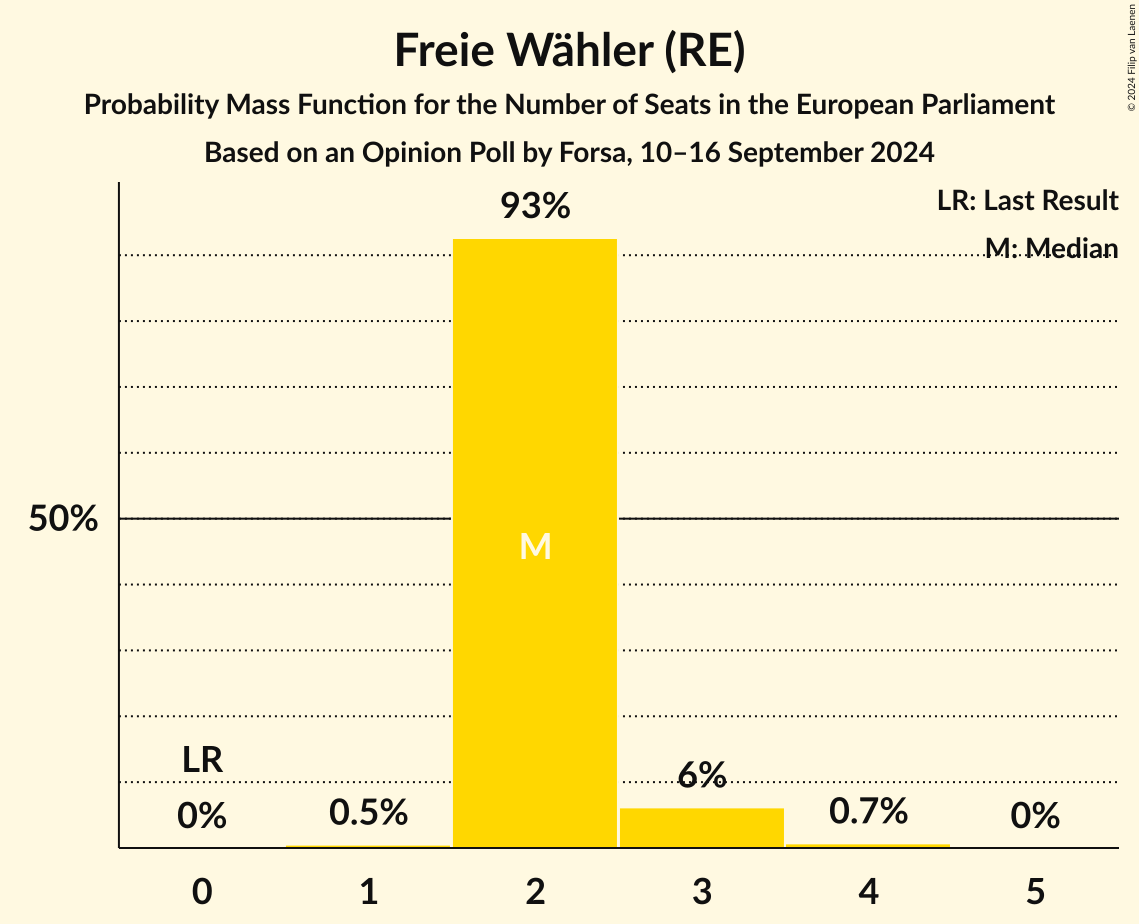 Freie Wähler (RE)
Probability Mass Function for the Number of Seats in the European Parliament
Based on an Opinion Poll by Forsa, 10–16 September 2024
© 2024 Filip van Laenen
LR: Last Result
M: Median
93%
50%
M
LR
0%
0.5%
6%
0.7%
0%
0 1 2 3 4 5